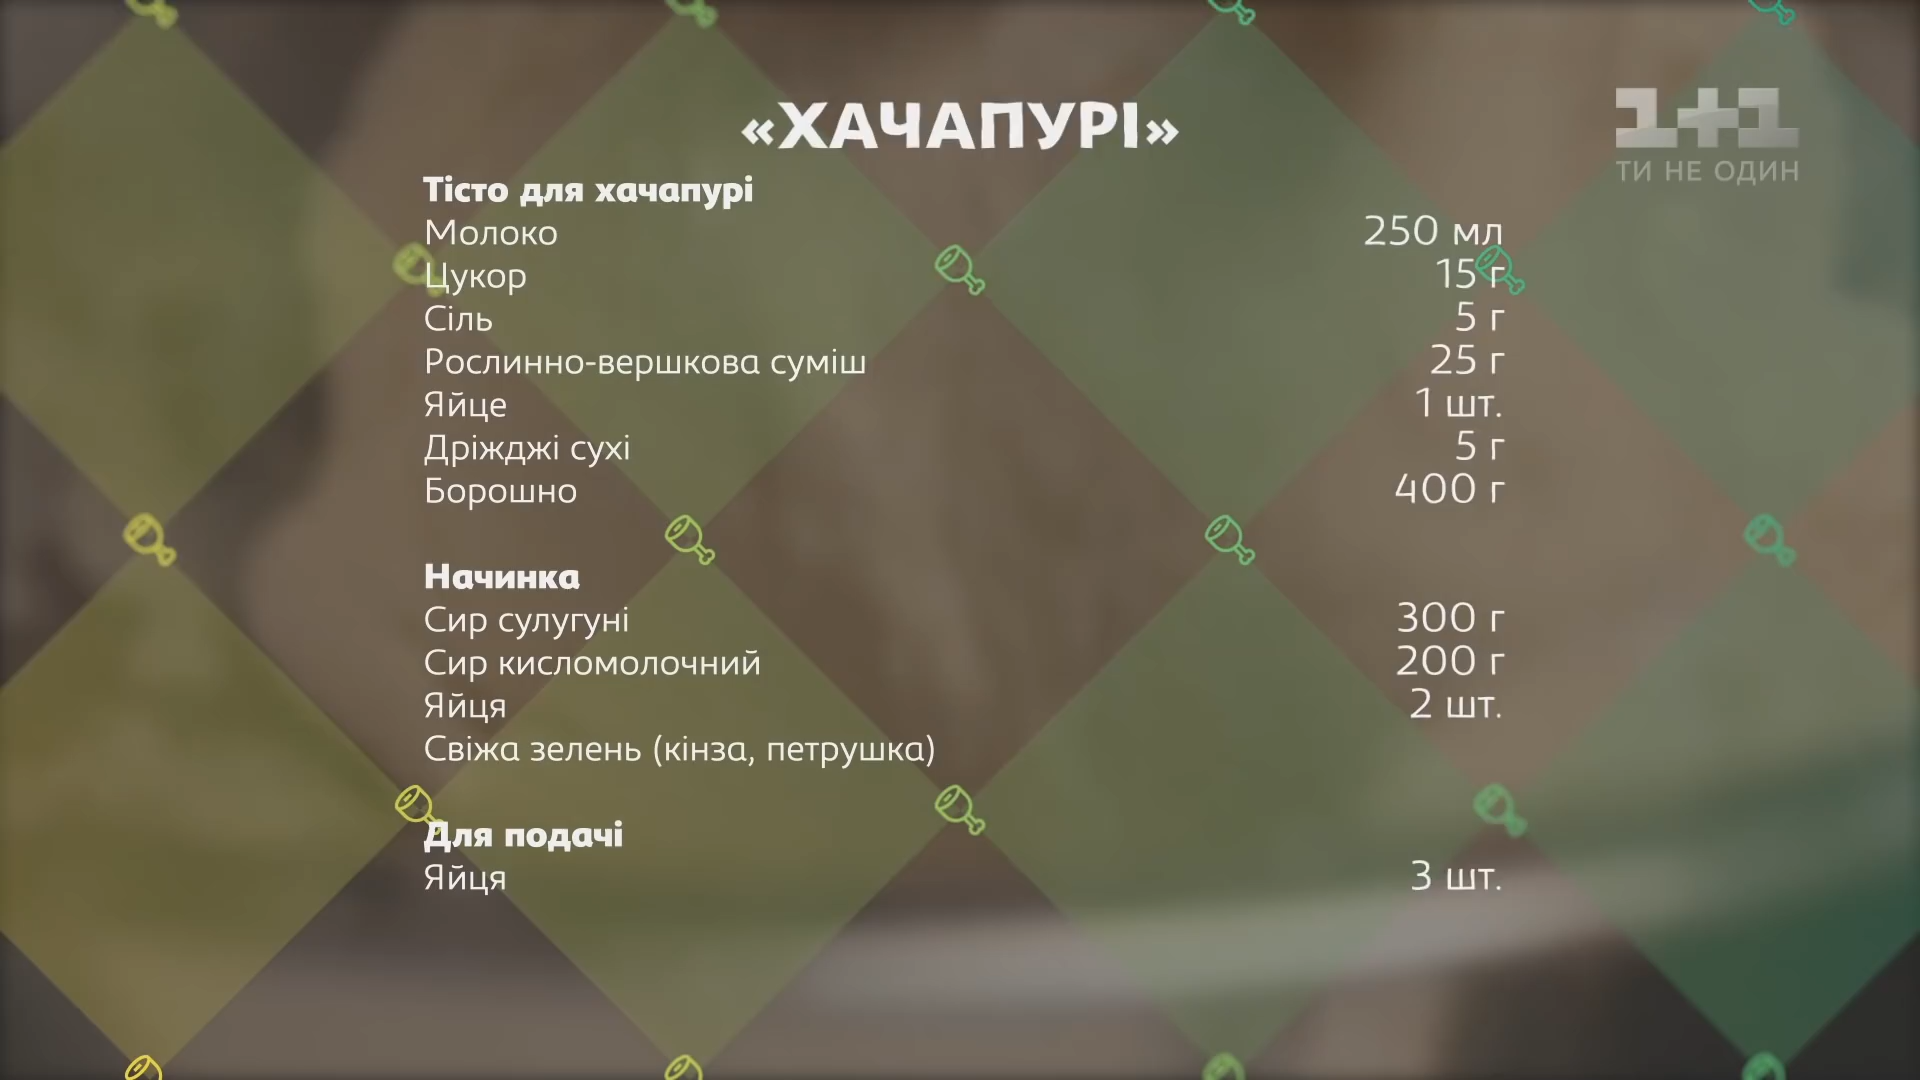 «ХАЧАПУРІ»
1+1
ТИ НЕ ОДИН
Тісто для хачапурі
Молоко 250 мл
Цукор 15 г
Сіль 5 г
Рослинно-вершкова суміш 25 г
Яйце 1 шт.
Дріжджі сухі 5 г
Борошно 400 г
Начинка
Сир сулугуні 300 г
Сир кисломолочний 200 г
Яйця 2 шт.
Свіжа зелень (кінза, петрушка)
Для подачі
Яйця 3 шт.